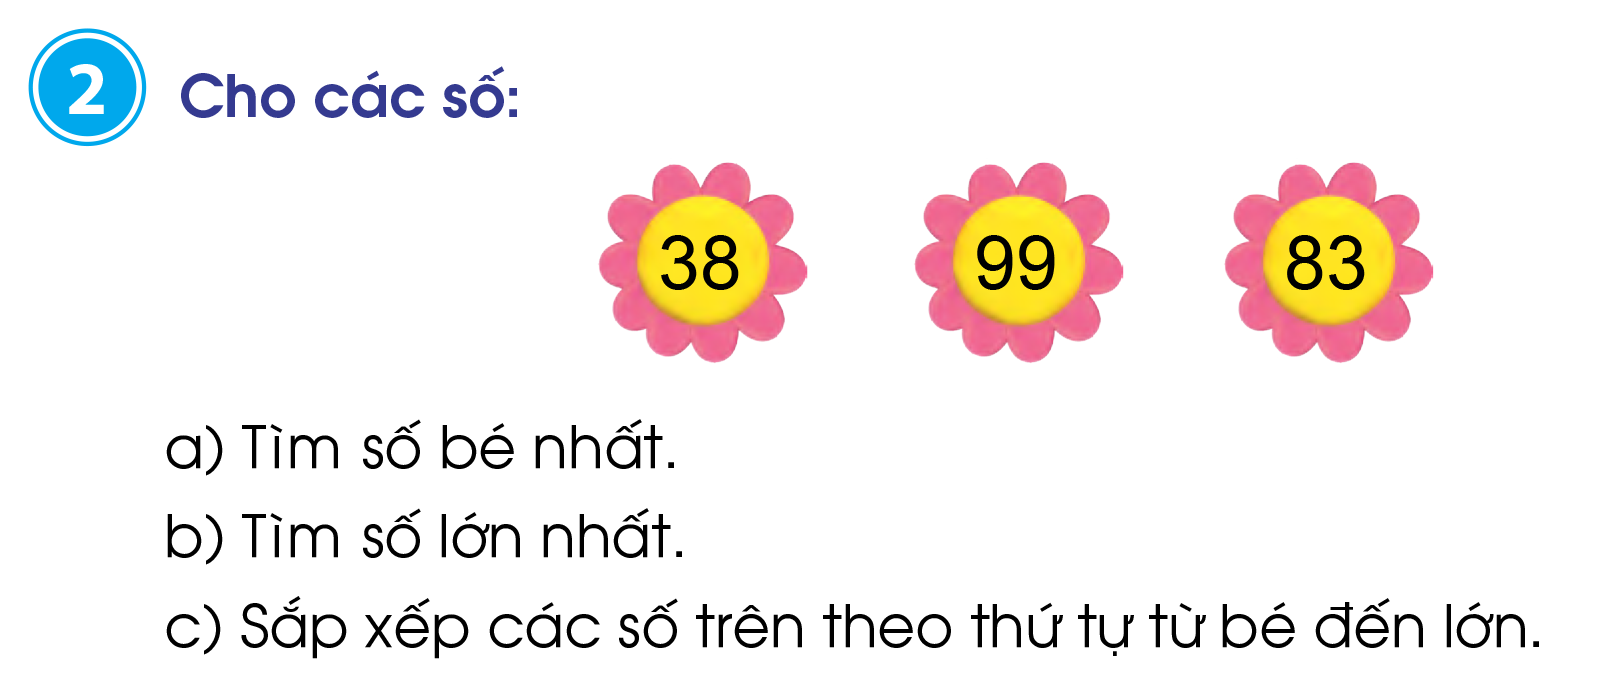 2 Cho các số:
38 99 83
a) Tìm số bé nhất.
b) Tìm số lớn nhất.
c) Sắp xếp các số trên theo thứ tự từ bé đến lớn.